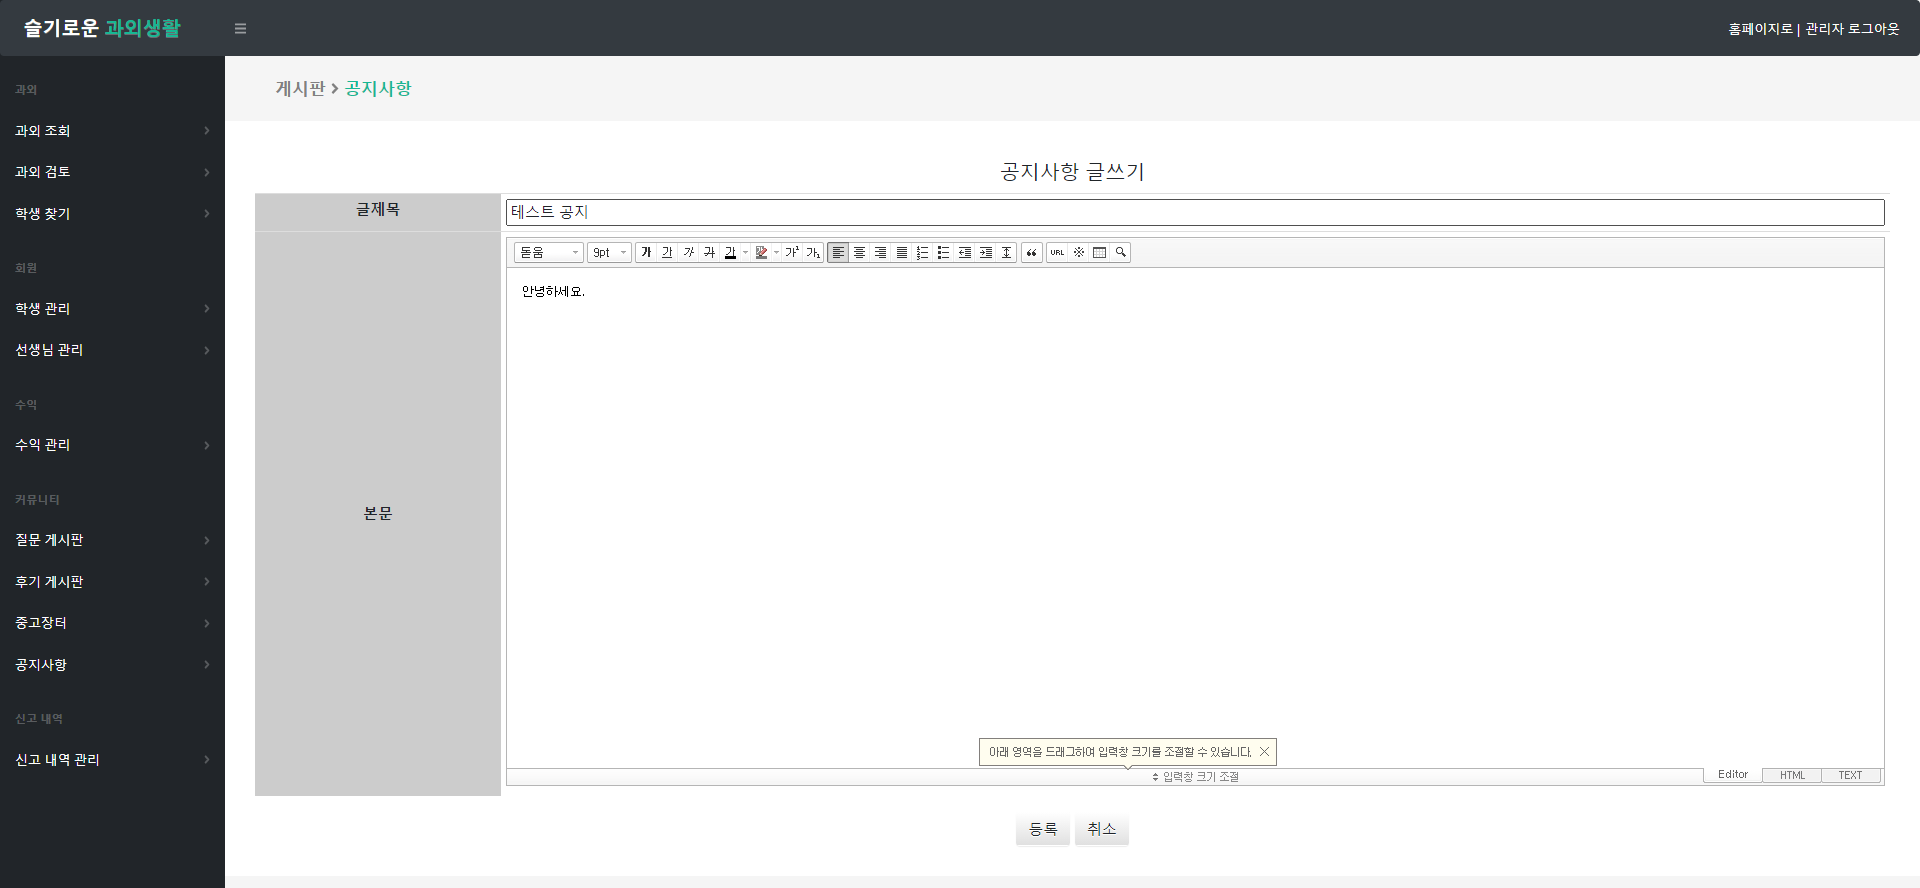 슬기로운 과외생활
홈페이지로 | 관리자 로그아웃
과외
과외 조회
과외 검토
학생 찾기
회원
학생 관리
선생님 관리
수익
수익 관리
커뮤니티
질문 게시판
후기 게시판
중고장터
공지사항
신고 내역
신고 내역 관리
게시판 > 공지사항
공지사항 글쓰기
글제목
테스트 공지
본문
돋움 9pt 가 가 가 가 가 가² 가₁ URL ※
안녕하세요.
아래 영역을 드래그하여 입력창 크기를 조절할 수 있습니다.
입력창 크기 조절
Editor HTML TEXT
등록 취소